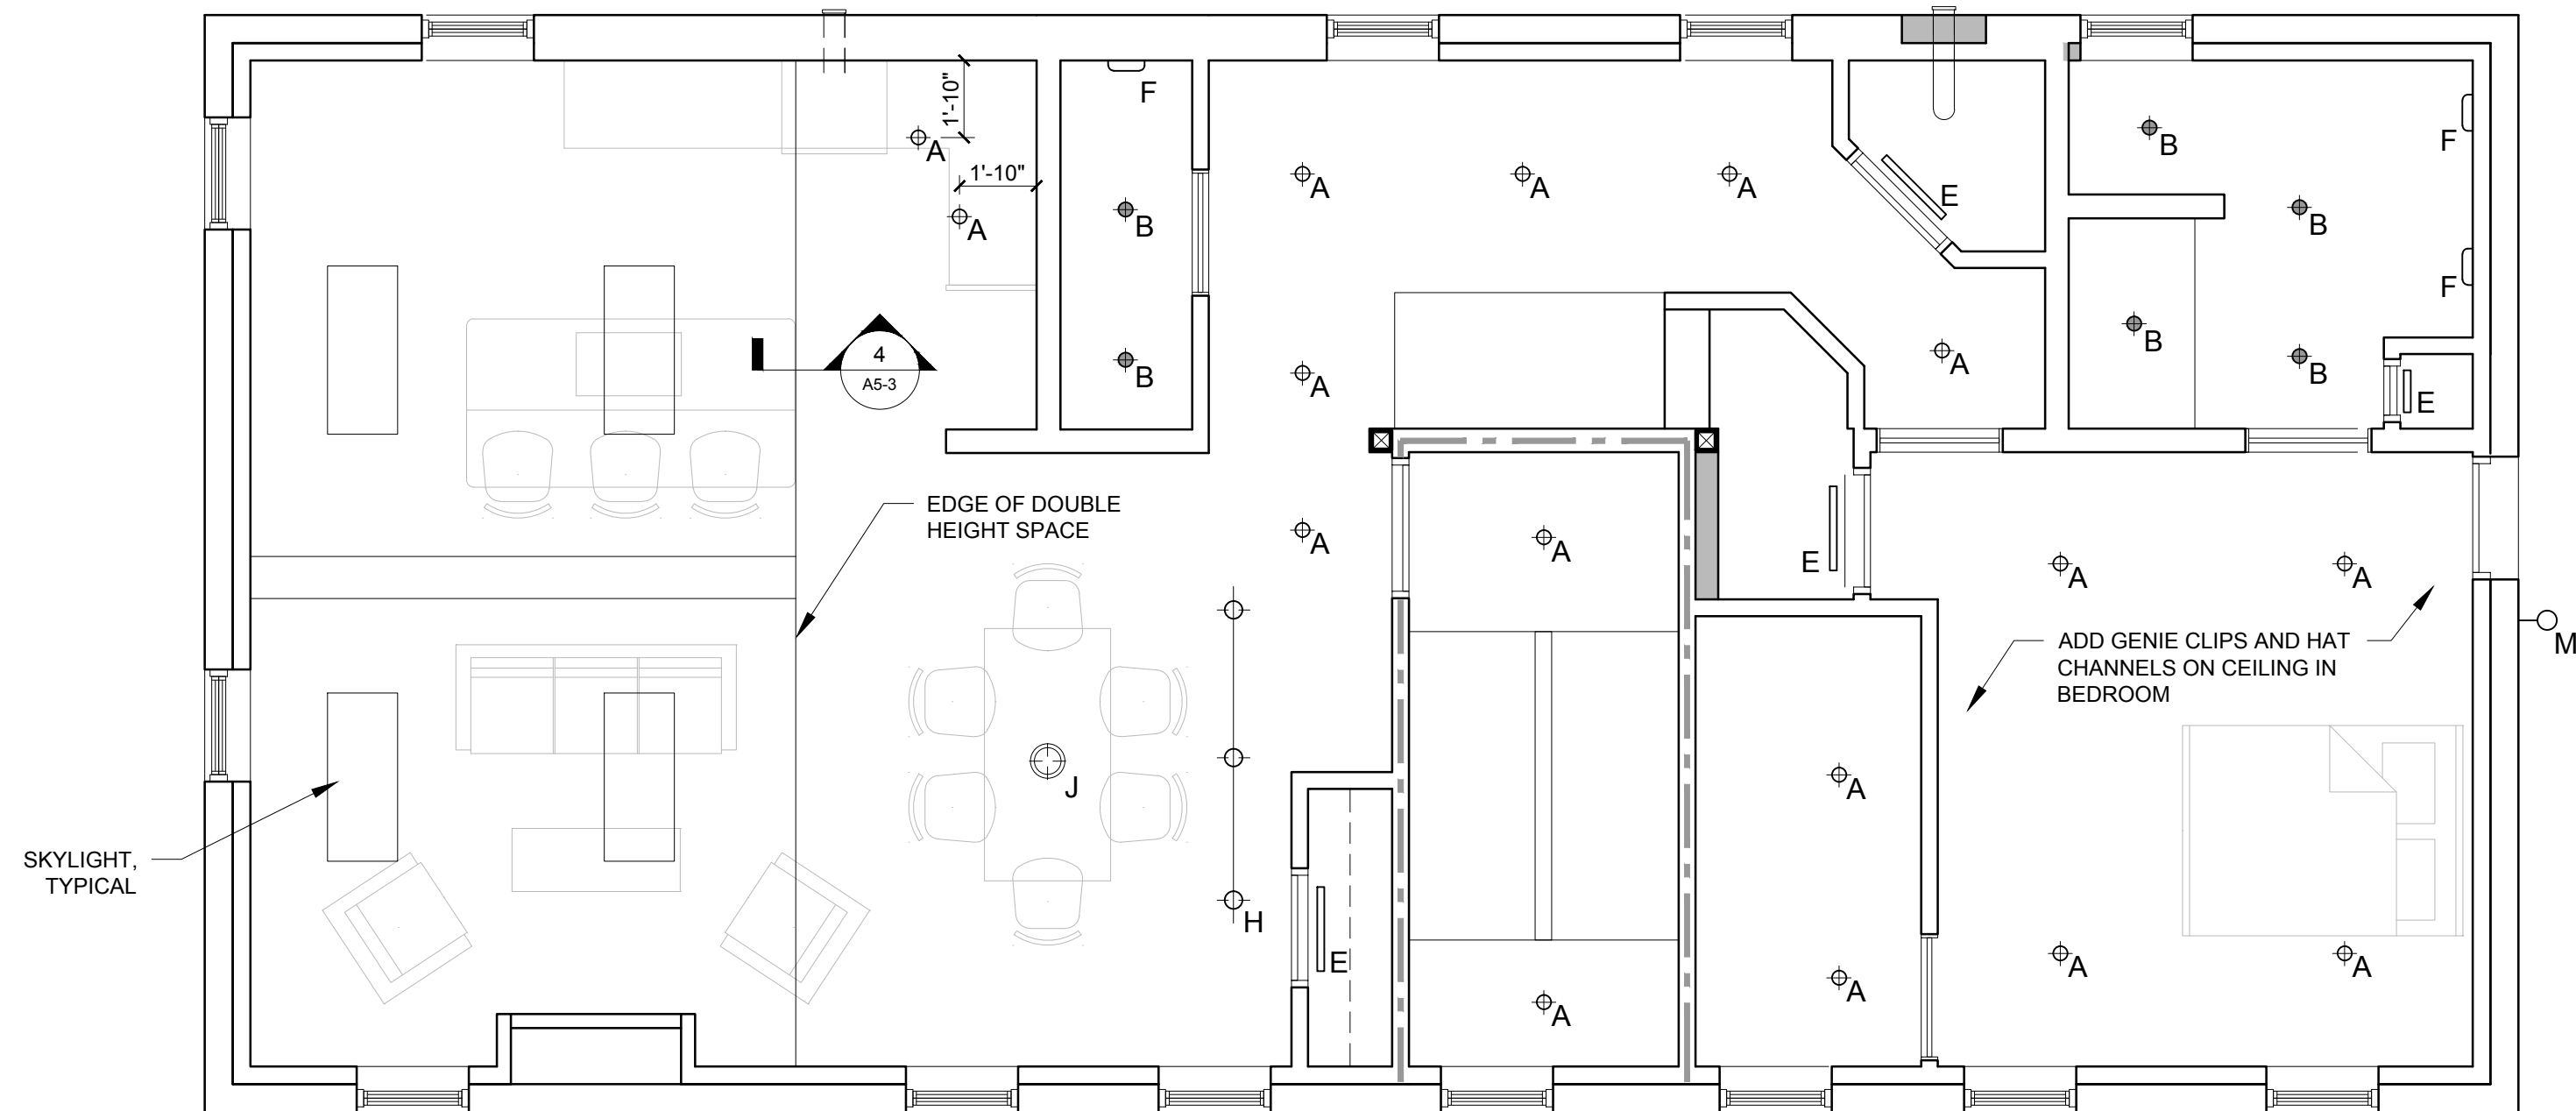 F
1'-10"
A
1'-10"
A
B
B
A
A
A
E
B
F
B
F
B
B
E
A
A
4
A5-3
EDGE OF DOUBLE
HEIGHT SPACE
A
A
E
A
A
ADD GENIE CLIPS AND HAT
CHANNELS ON CEILING IN
BEDROOM
M
J
A
SKYLIGHT,
TYPICAL
H
E
A
A
A
A